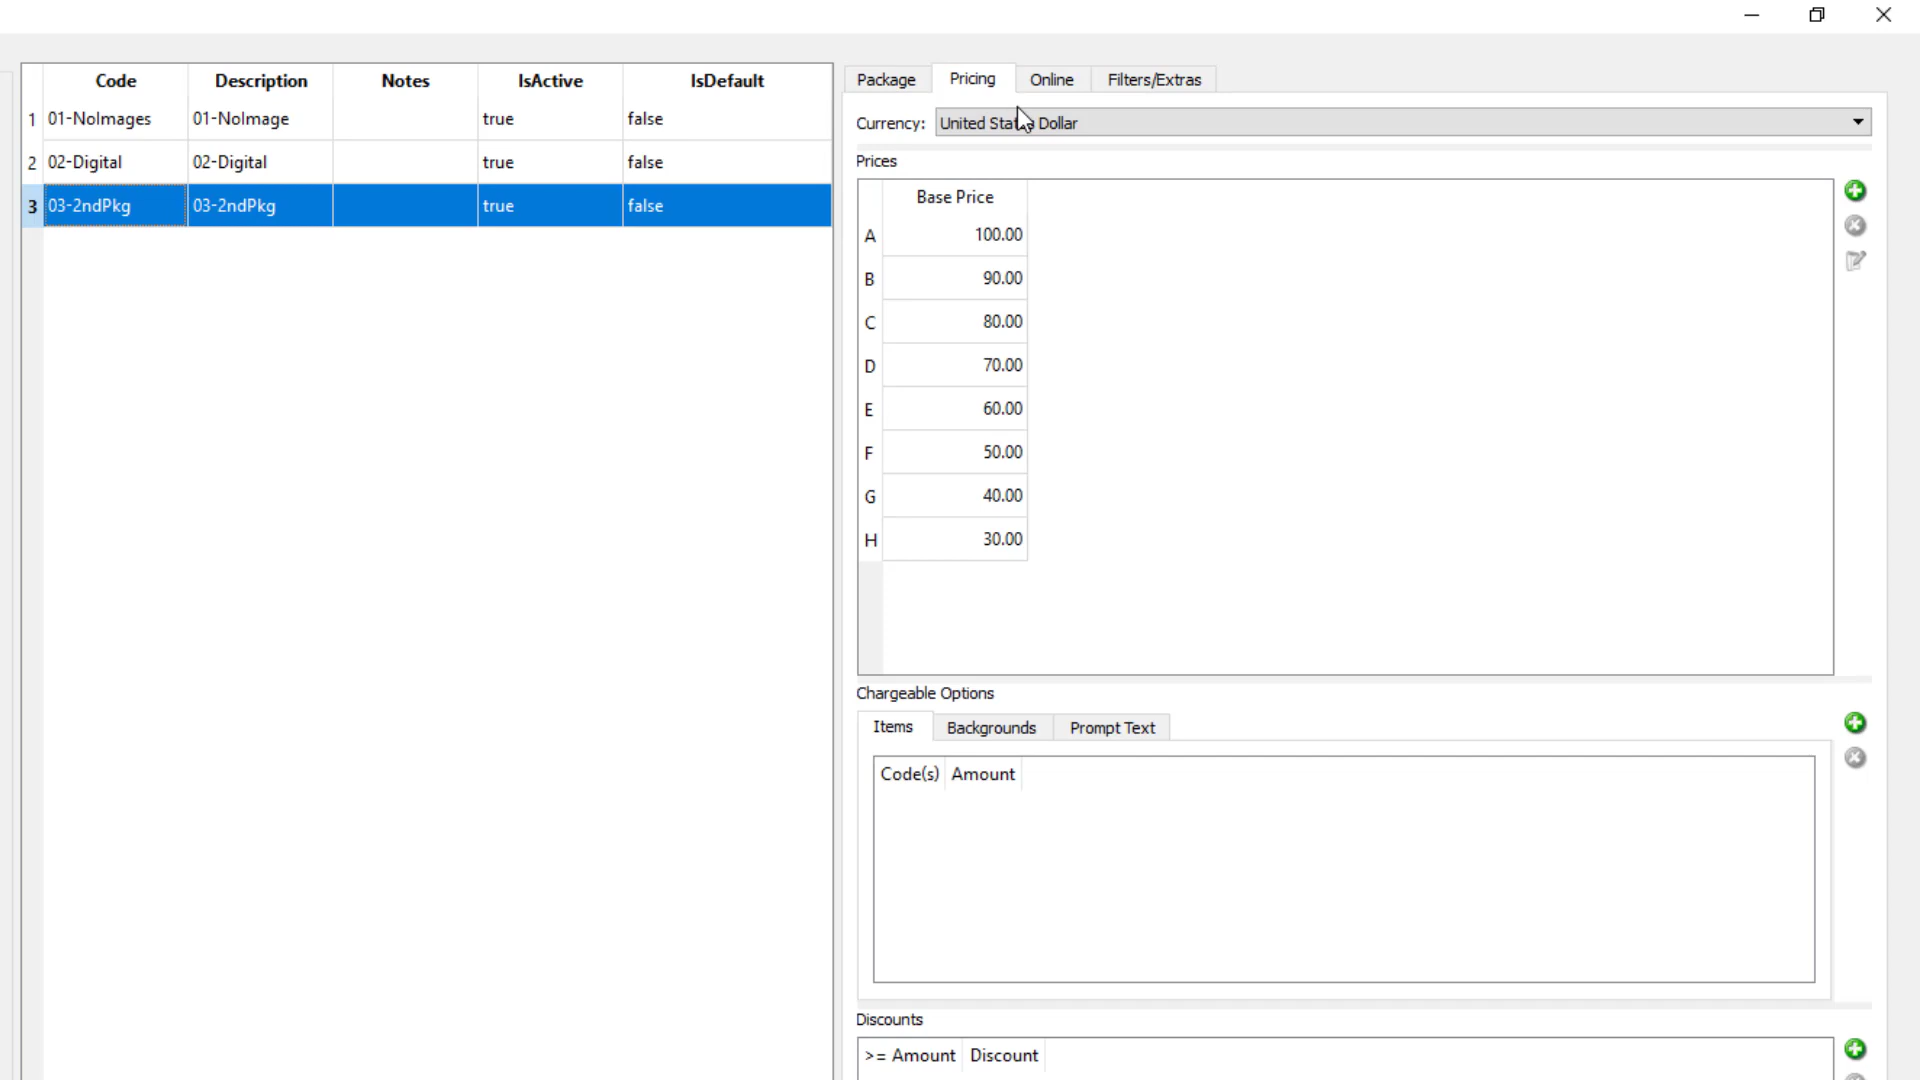 Code Description Notes IsActive IsDefault
1 01-NoImages 01-NoImage true false
2 02-Digital 02-Digital true false
3 03-2ndPkg 03-2ndPkg true false
Package Pricing Online Filters/Extras
Currency: United States Dollar
Prices
Base Price
A 100.00
B 90.00
C 80.00
D 70.00
E 60.00
F 50.00
G 40.00
H 30.00
Chargeable Options
Items Backgrounds Prompt Text
Code(s) Amount
Discounts
>= Amount Discount